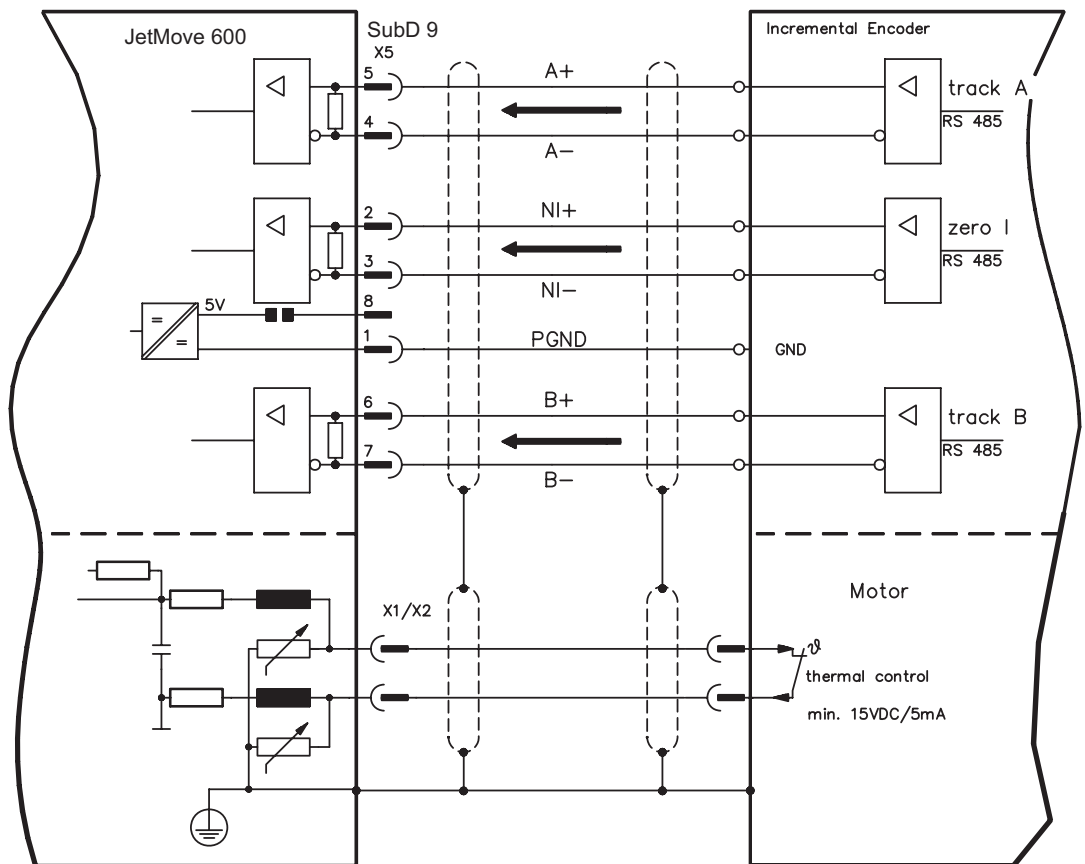 JetMove 600
SubD 9
X5
Incremental Encoder
5
A+
track A
RS 485
4
A-
2
NI+
zero I
RS 485
3
NI-
5V
8
1
PGND
GND
6
B+
track B
RS 485
7
B-
Motor
X1/X2
ϑ
thermal control
min. 15VDC/5mA
=
=